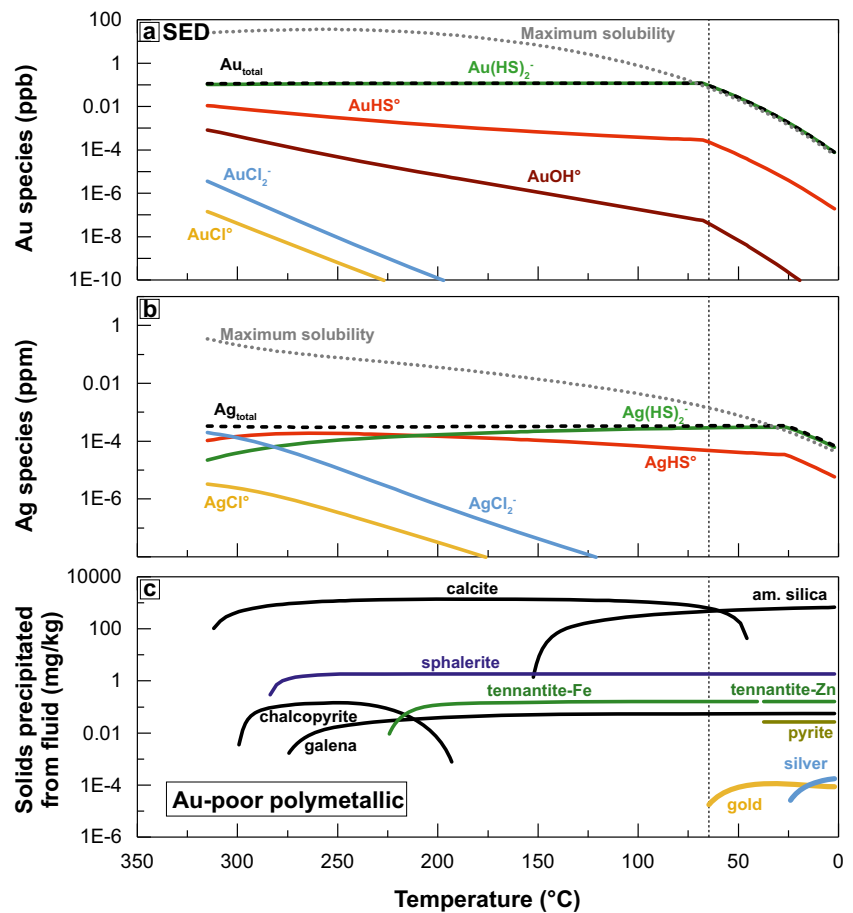 a SED
Maximum solubility
Au_total
Au(HS)₂⁻
AuHS°
AuCl₂⁻
AuOH°
AuCl°
Au species (ppb)
100
1
0.01
1E-4
1E-6
1E-8
1E-10
b
Maximum solubility
Ag_total
Ag(HS)₂⁻
AgHS°
AgCl°
AgCl₂⁻
Ag species (ppm)
1
0.01
1E-4
1E-6
c
calcite
am. silica
sphalerite
tennantite-Fe
tennantite-Zn
chalcopyrite
galena
pyrite
silver
gold
Au-poor polymetallic
Solids precipitated
from fluid (mg/kg)
10000
100
1
0.01
1E-4
1E-6
350 300 250 200 150 100 50 0
Temperature (°C)